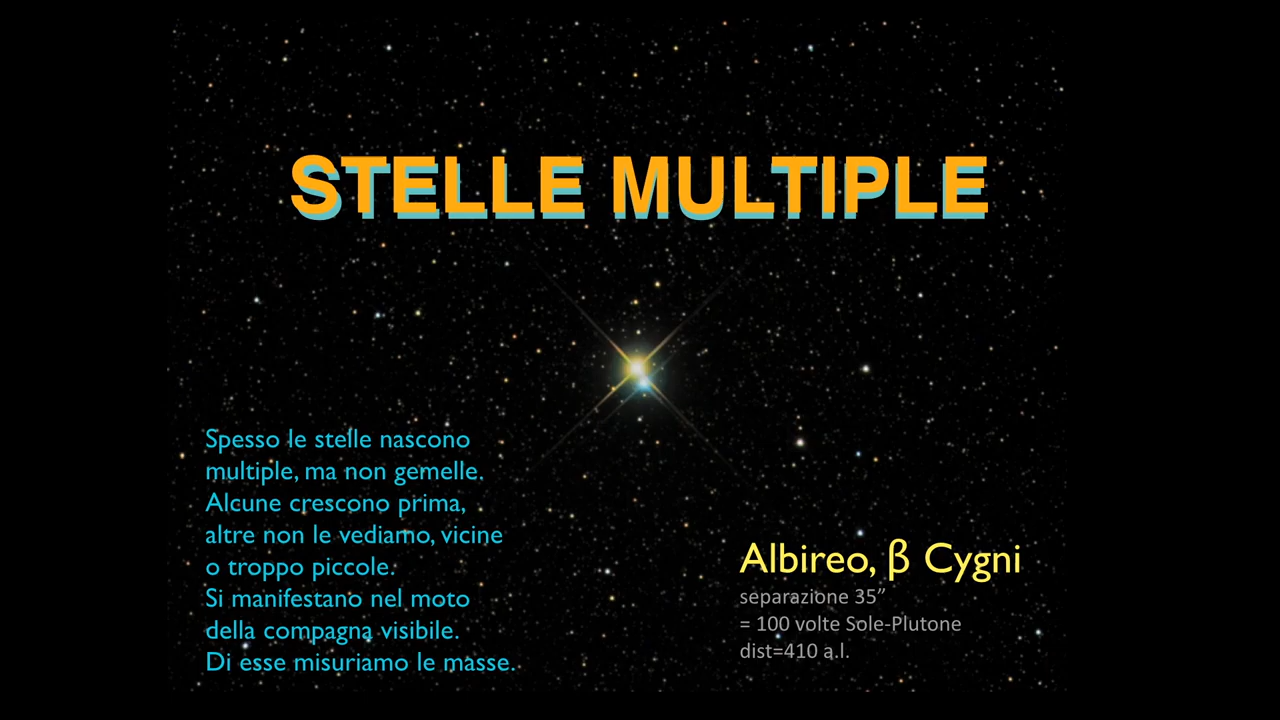 STELLE MULTIPLE
Spesso le stelle nascono
multiple, ma non gemelle.
Alcune crescono prima,
altre non le vediamo, vicine
o troppo piccole.
Si manifestano nel moto
della compagna visibile.
Di esse misuriamo le masse.
Albireo, β Cygni
separazione 35”
= 100 volte Sole-Plutone
dist=410 a.l.